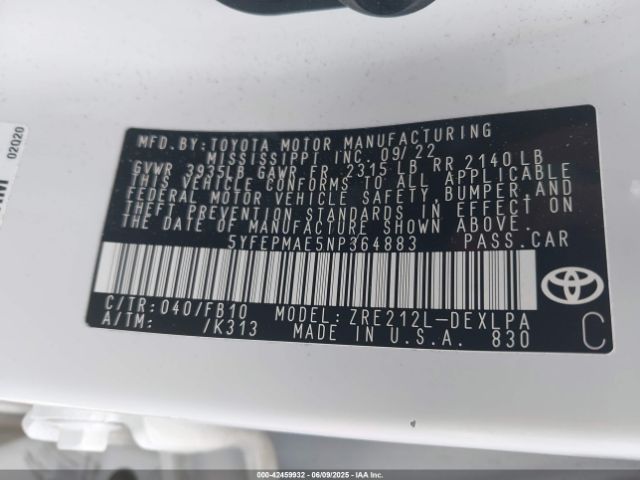 MFD.BY:TOYOTA MOTOR MANUFACTURING
MISSISSIPPI INC. 09/22
GVWR 3935LB GAWR FR 2315 LB RR 2140LB
THIS VEHICLE CONFORMS TO ALL APPLICABLE
FEDERAL MOTOR VEHICLE SAFETY, BUMPER, AND
THEFT PREVENTION STANDARDS IN EFFECT ON
THE DATE OF MANUFACTURE SHOWN ABOVE.
5YFEPMAE5NP364883 PASS.CAR
C/TR: 040/FB10 MODEL: ZRE212L-DEXLPA
A/TM: /K313 MADE IN U.S.A. 830
C
02020
000-42459932 - 06/09/2025 - IAAI.com